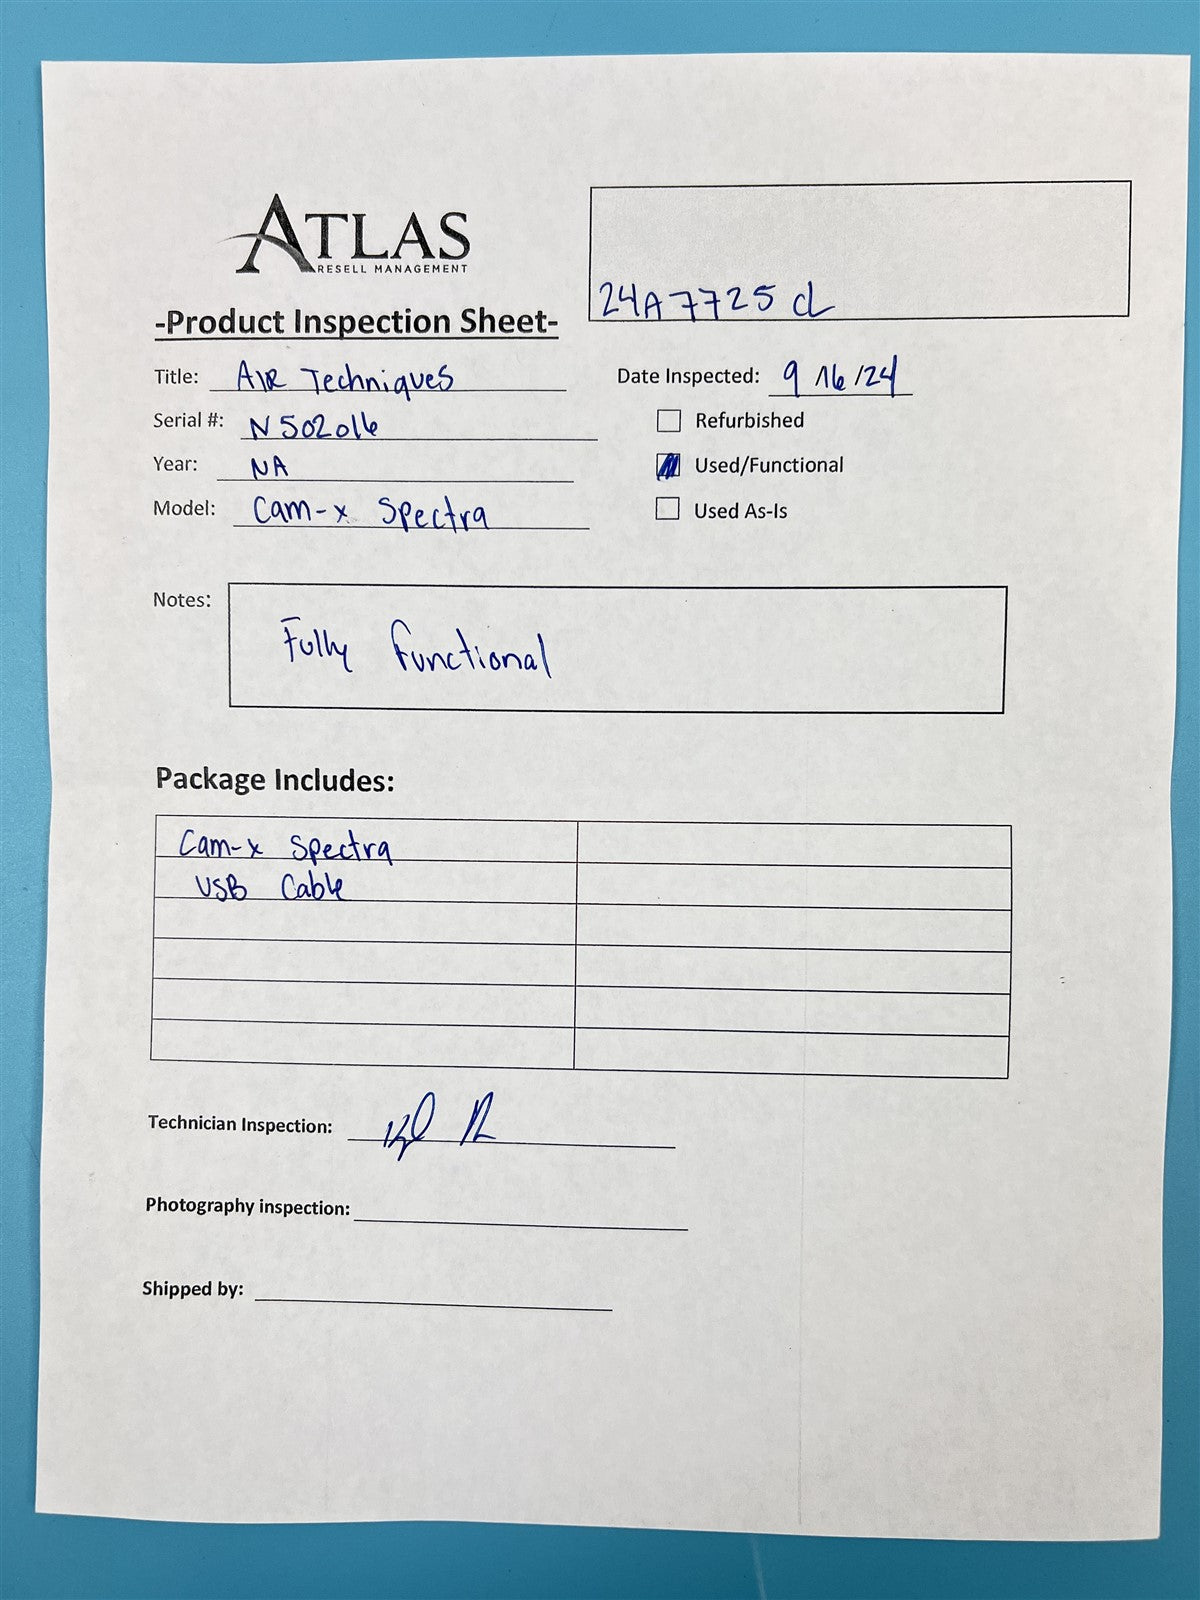 ATLAS
RESELL MANAGEMENT
24A7725 CL
-Product Inspection Sheet-
Title: AIR Techniques
Date Inspected: 9/16/24
Serial #: N502016
Refurbished
Year: NA
Used/Functional
Model: Cam-x Spectra
Used As-Is
Notes: Fully Functional
Package Includes:
Cam-x Spectra
USB Cable
Technician Inspection:
Photography inspection:
Shipped by: